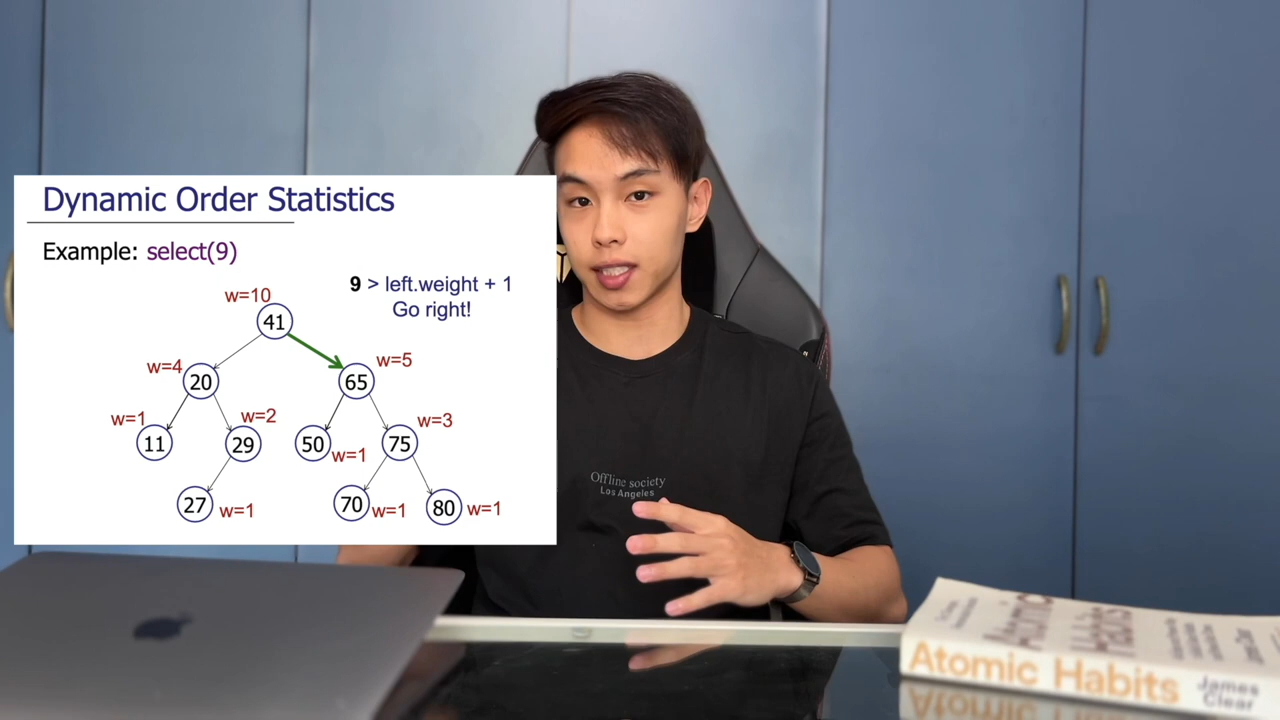 Dynamic Order Statistics
Example: select(9)
9 > left.weight + 1
Go right!
w=10
41
w=4
20
w=5
65
w=1
11
w=2
29
50
w=1
w=3
75
27
w=1
70
w=1
80
w=1
Offline society
Los Angeles
Atomic
Habits
Atomic Habits
James
Clear